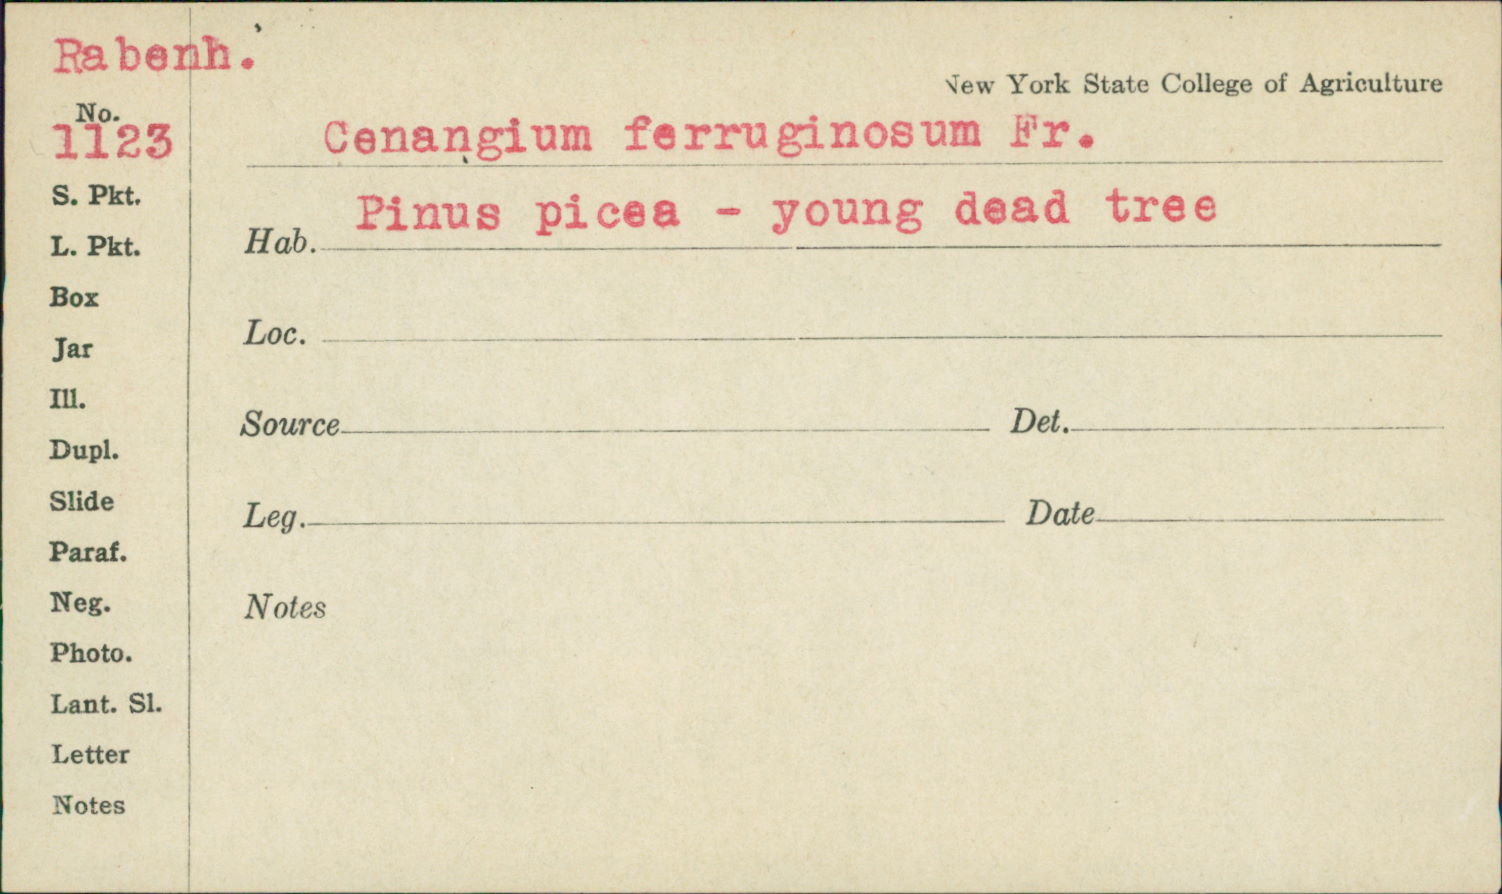 Rabenh.
New York State College of Agriculture
No.
1123
Cenangium ferruginosum Fr.
S. Pkt.
Hab. Pinus picea - young dead tree
L. Pkt.
Box
Loc.
Jar
Ill.
Source Det.
Dupl.
Slide
Leg. Date
Paraf.
Neg.
Notes
Photo.
Lant. Sl.
Letter
Notes